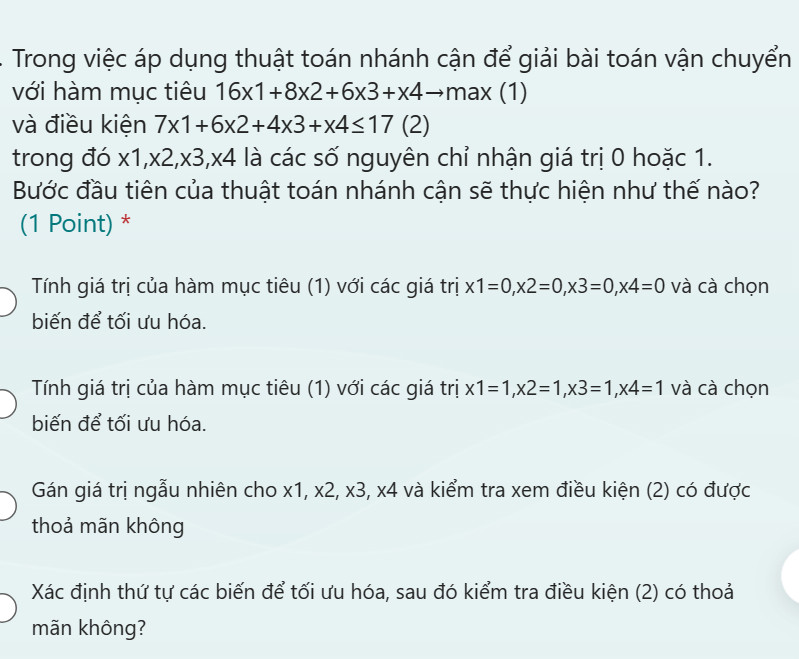 . Trong việc áp dụng thuật toán nhánh cận để giải bài toán vận chuyển
với hàm mục tiêu 16x1+8x2+6x3+x4→max (1)
và điều kiện 7x1+6x2+4x3+x4≤17 (2)
trong đó x1,x2,x3,x4 là các số nguyên chỉ nhận giá trị 0 hoặc 1.
Bước đầu tiên của thuật toán nhánh cận sẽ thực hiện như thế nào?
(1 Point) *
Tính giá trị của hàm mục tiêu (1) với các giá trị x1=0,x2=0,x3=0,x4=0 và cà chọn
biến để tối ưu hóa.
Tính giá trị của hàm mục tiêu (1) với các giá trị x1=1,x2=1,x3=1,x4=1 và cà chọn
biến để tối ưu hóa.
Gán giá trị ngẫu nhiên cho x1, x2, x3, x4 và kiểm tra xem điều kiện (2) có được
thoả mãn không
Xác định thứ tự các biến để tối ưu hóa, sau đó kiểm tra điều kiện (2) có thoả
mãn không?